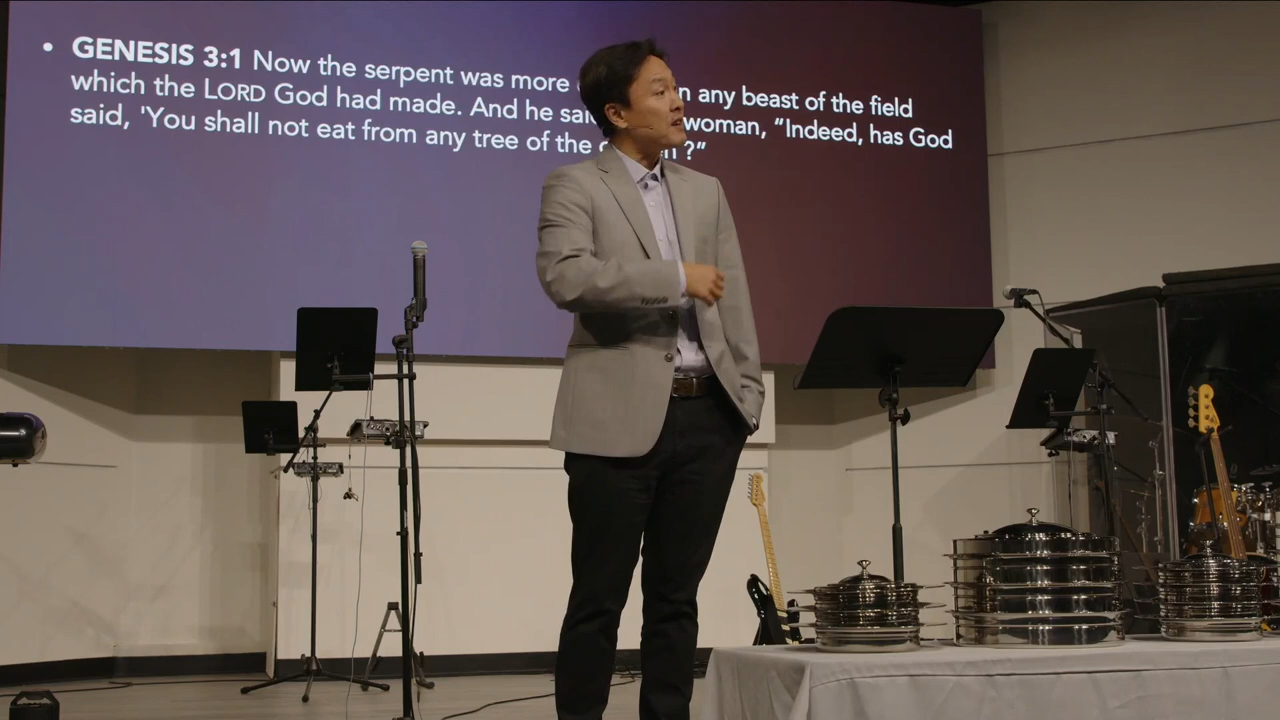 • GENESIS 3:1 Now the serpent was more any beast of the field
which the LORD God had made. And he woman, “Indeed, has God
said, 'You shall not eat from any tree of the ?”